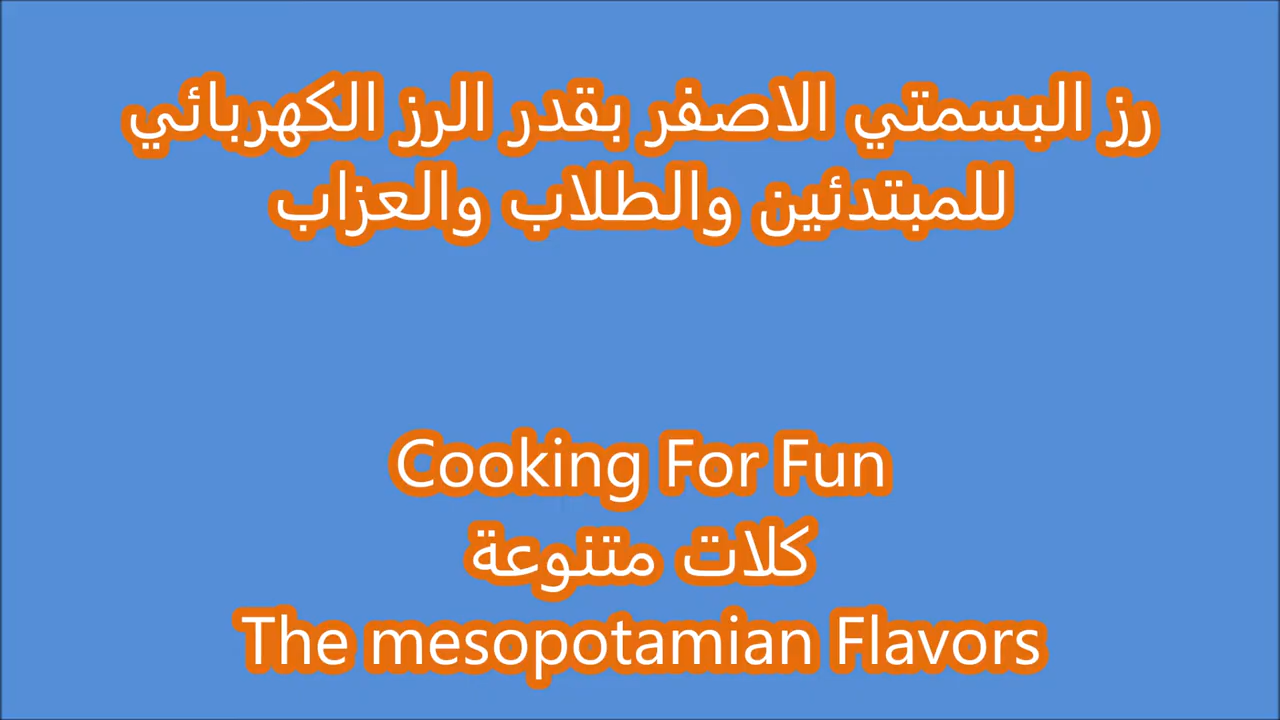 رز البسمتي الاصفر بقدر الرز الكهربائي
للمبتدئين والطلاب والعزاب
Cooking For Fun
كلات متنوعة
The mesopotamian Flavors